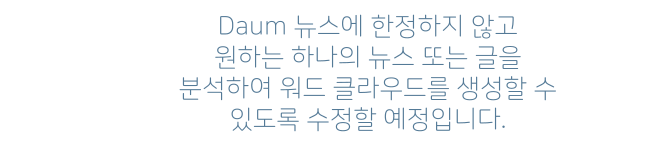 Daum 뉴스에 한정하지 않고
원하는 하나의 뉴스 또는 글을
분석하여 워드 클라우드를 생성할 수
있도록 수정할 예정입니다.